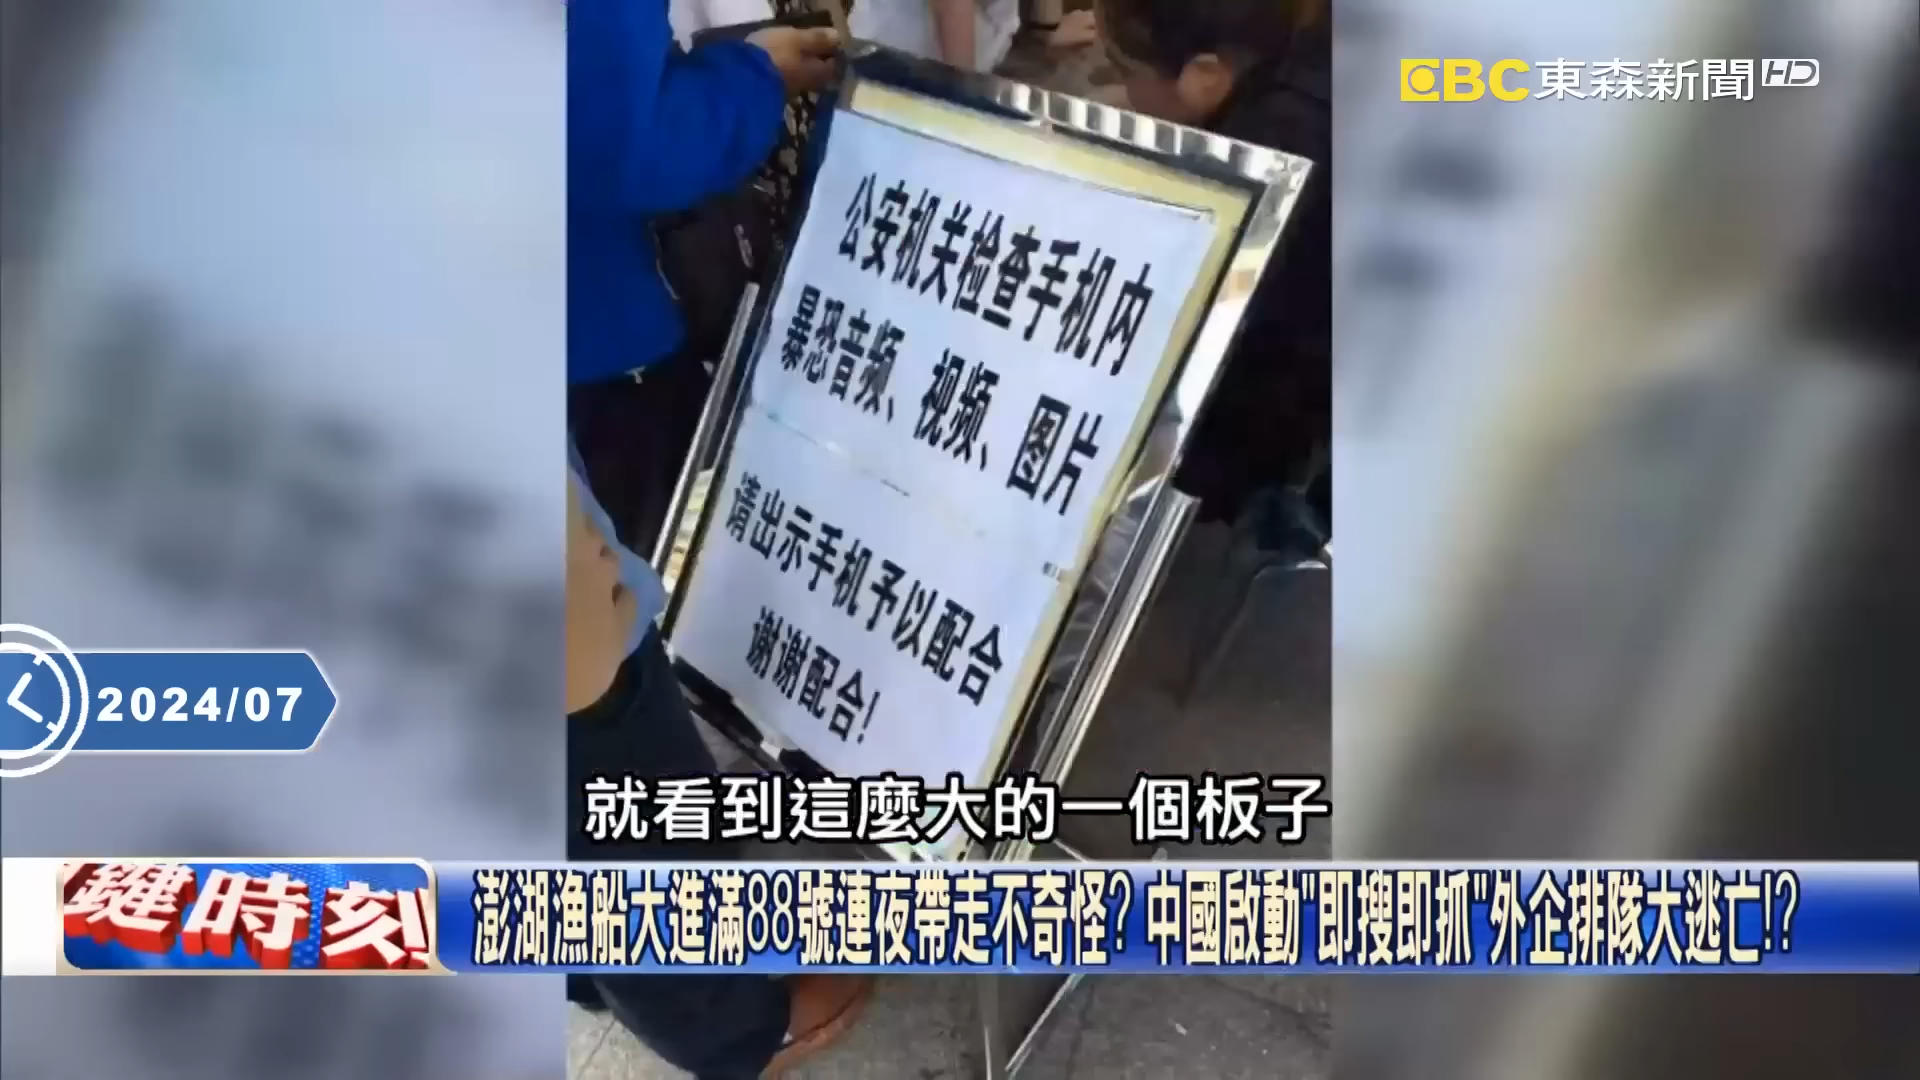 EBC東森新聞HD
公安机关检查手机内
暴恐音频、视频、图片
请出示手机予以配合
谢谢配合！
2024/07
就看到這麼大的一個板子
鍵時刻！
澎湖漁船大進滿88號連夜帶走不奇怪？中國啟動"即搜即抓"外企排隊大逃亡！？